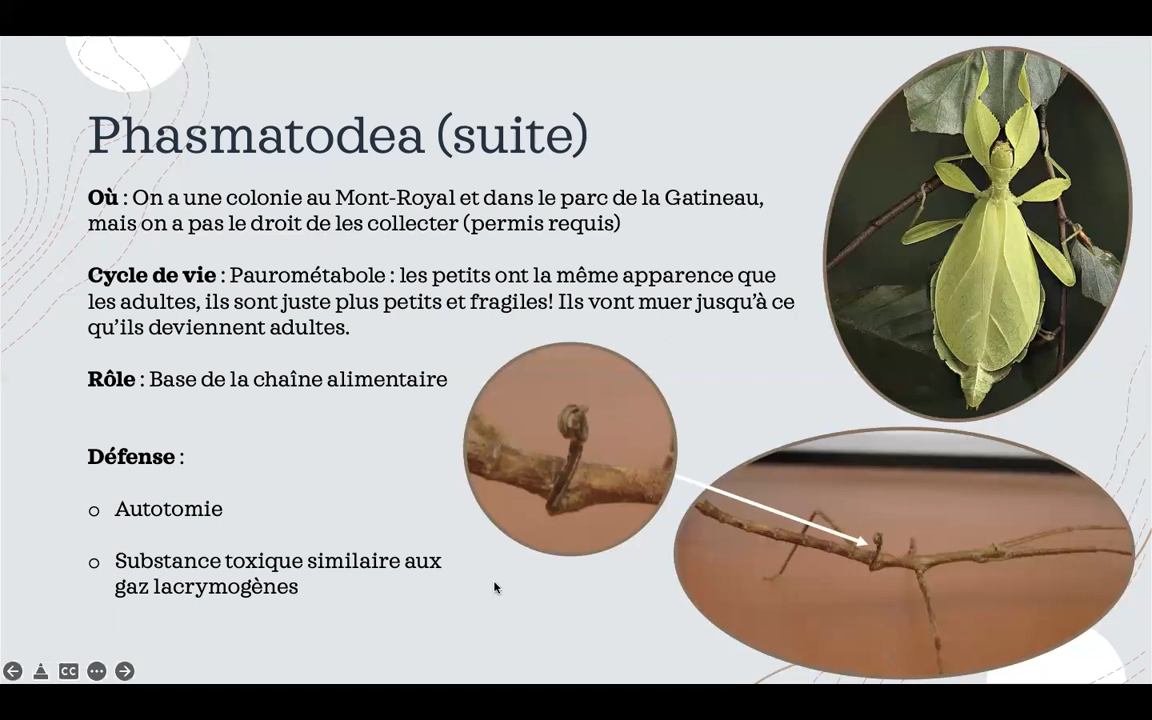 Phasmatodea (suite)
Où : On a une colonie au Mont-Royal et dans le parc de la Gatineau,
mais on a pas le droit de les collecter (permis requis)
Cycle de vie : Paurométabole : les petits ont la même apparence que
les adultes, ils sont juste plus petits et fragiles! Ils vont muer jusqu’à ce
qu’ils deviennent adultes.
Rôle : Base de la chaîne alimentaire
Défense :
o Autotomie
o Substance toxique similaire aux
gaz lacrymogènes
CC